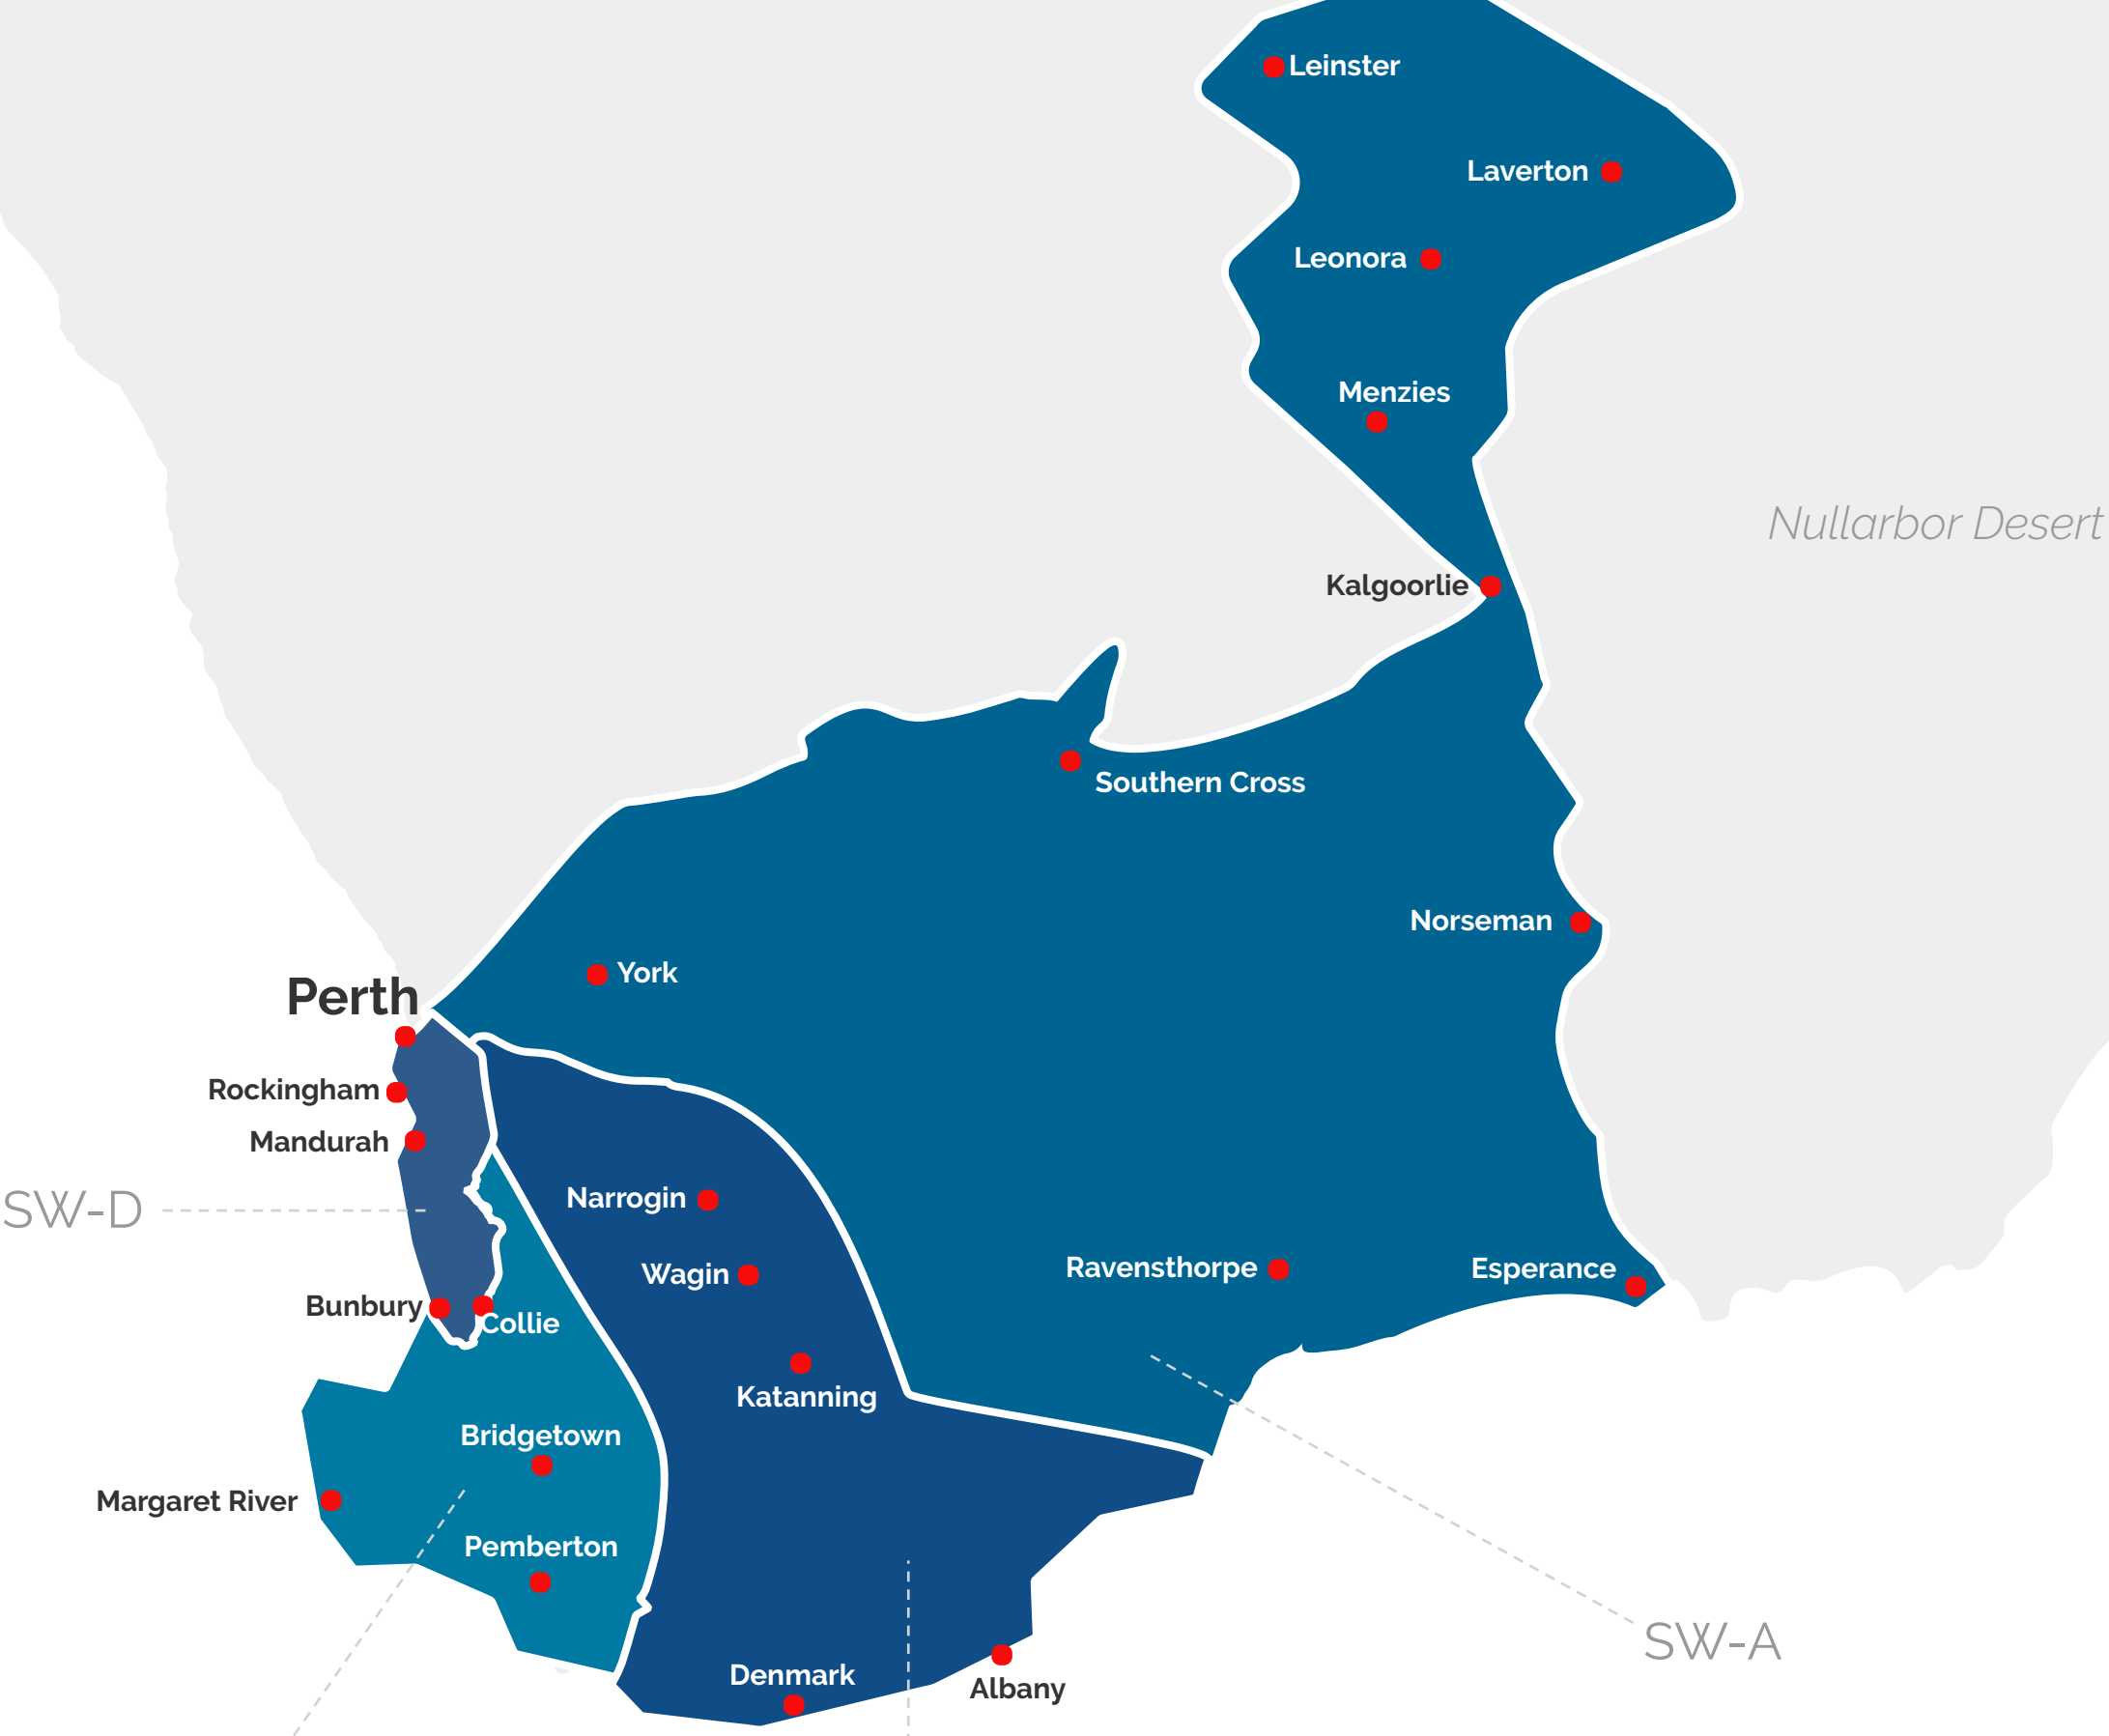 Leinster
Laverton
Leonora
Menzies
Nullarbor Desert
Kalgoorlie
Southern Cross
Norseman
York
Perth
Rockingham
Mandurah
Narrogin
SW-D
Wagin
Ravensthorpe
Esperance
Bunbury
Collie
Katanning
Bridgetown
Margaret River
Pemberton
SW-A
Denmark
Albany